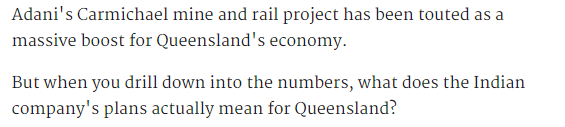 Adani's Carmichael mine and rail project has been touted as a
massive boost for Queensland's economy.
But when you drill down into the numbers, what does the Indian
company's plans actually mean for Queensland?